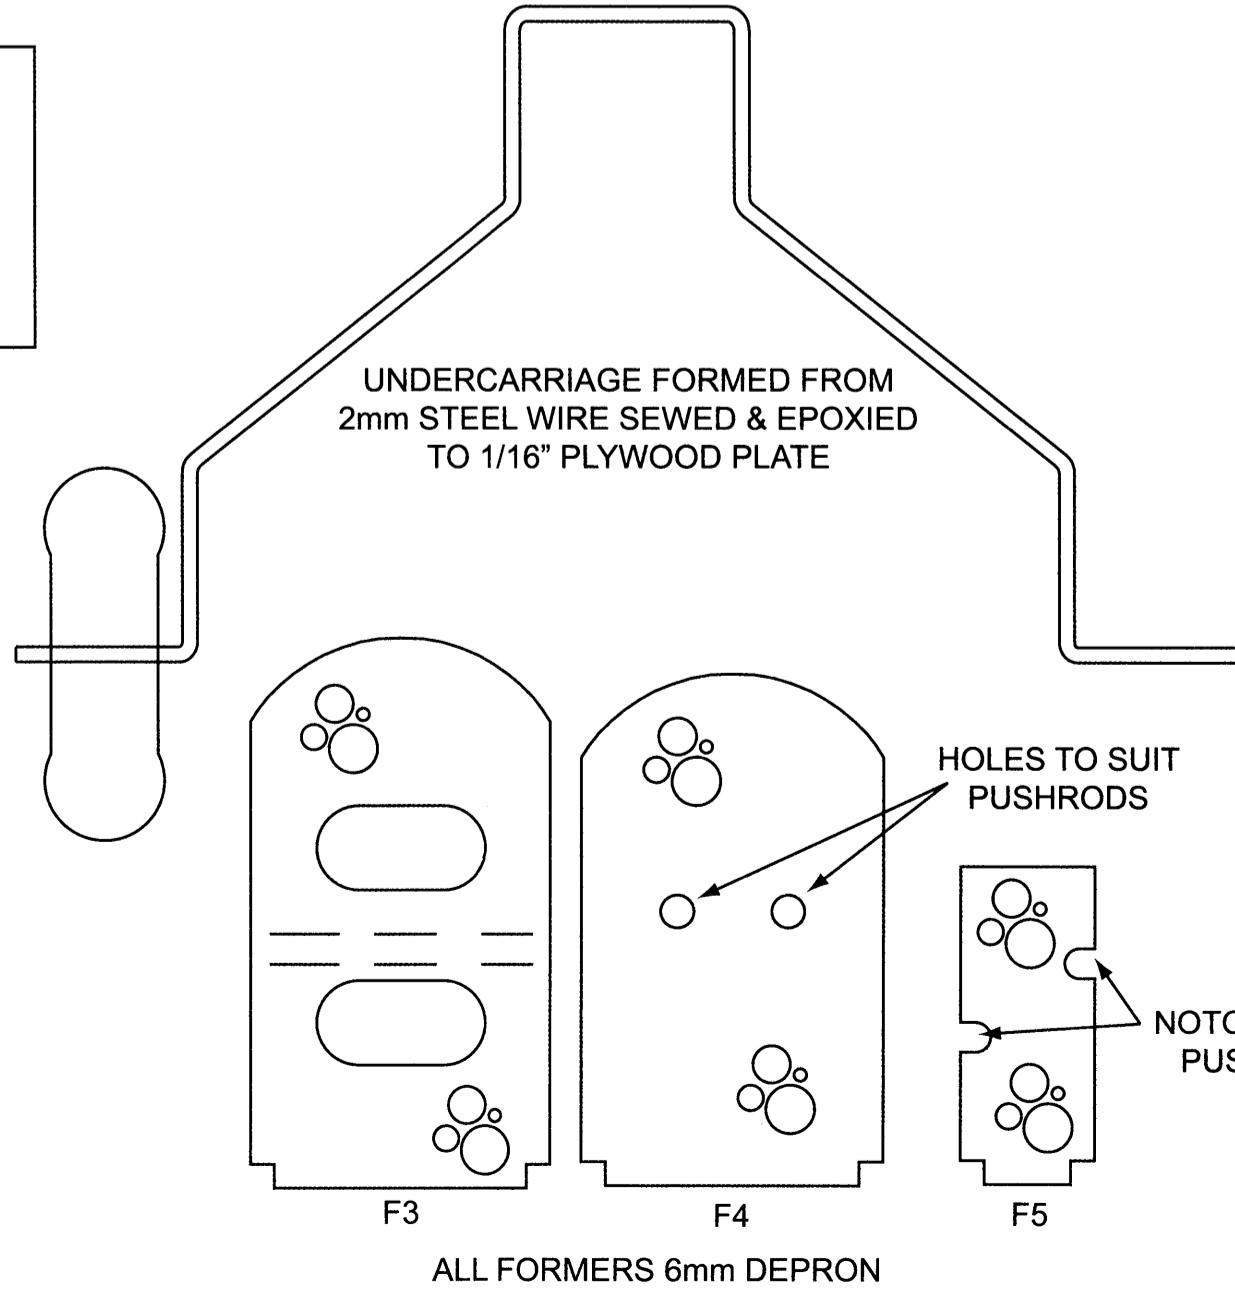 UNDERCARRIAGE FORMED FROM
2mm STEEL WIRE SEWED & EPOXIED
TO 1/16” PLYWOOD PLATE
HOLES TO SUIT
PUSHRODS
F3
F4
F5
ALL FORMERS 6mm DEPRON